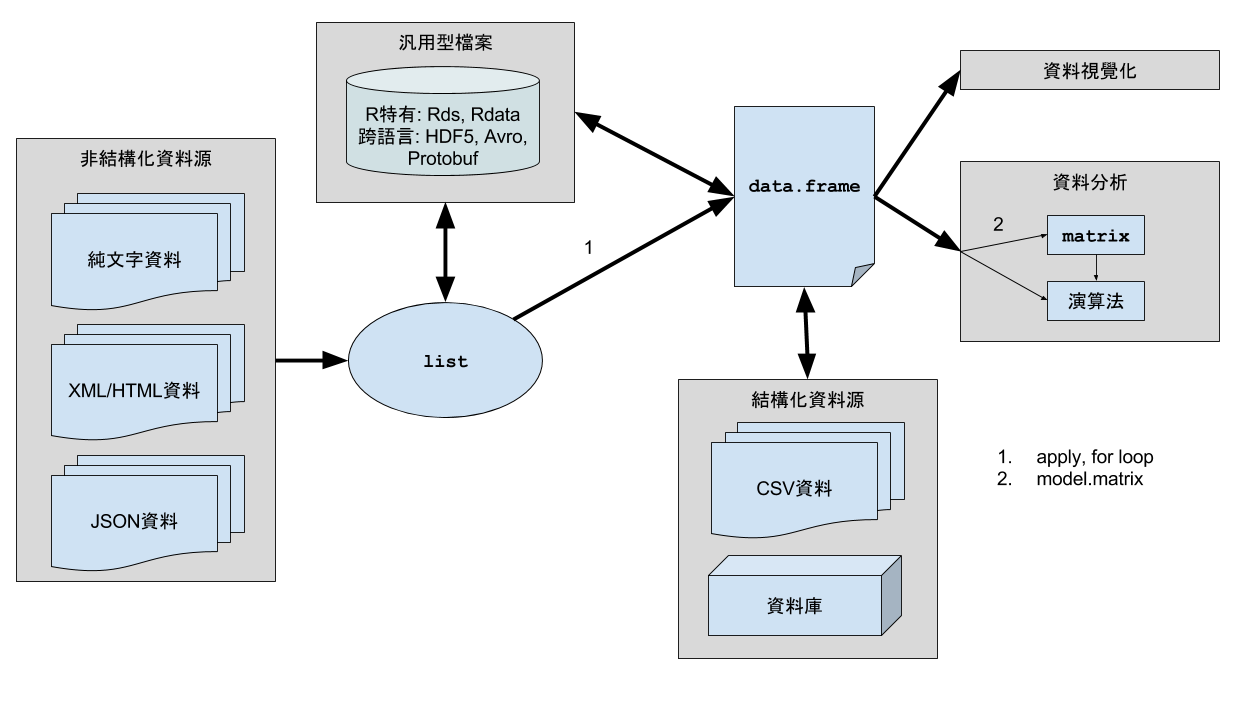 汎用型檔案
R特有: Rds, Rdata
跨語言: HDF5, Avro,
Protobuf
非結構化資料源
純文字資料
XML/HTML資料
JSON資料
list
1
data.frame
資料視覺化
資料分析
2
matrix
演算法
結構化資料源
CSV資料
資料庫
1. apply, for loop
2. model.matrix